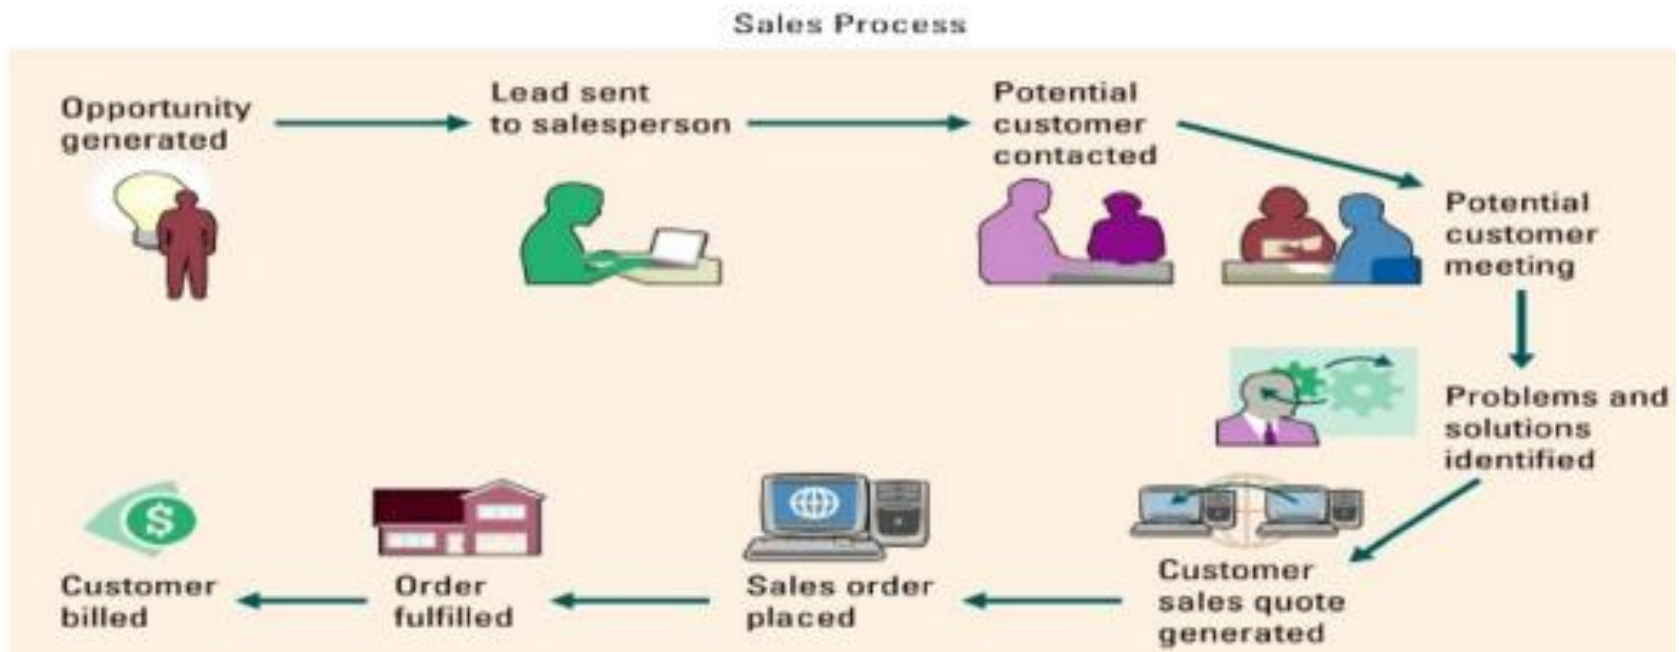 Sales Process
Opportunity
generated
Lead sent
to salesperson
Potential
customer
contacted
Potential
customer
meeting
Problems and
solutions
identified
Customer
sales quote
generated
Sales order
placed
Order
fulfilled
$
Customer
billed